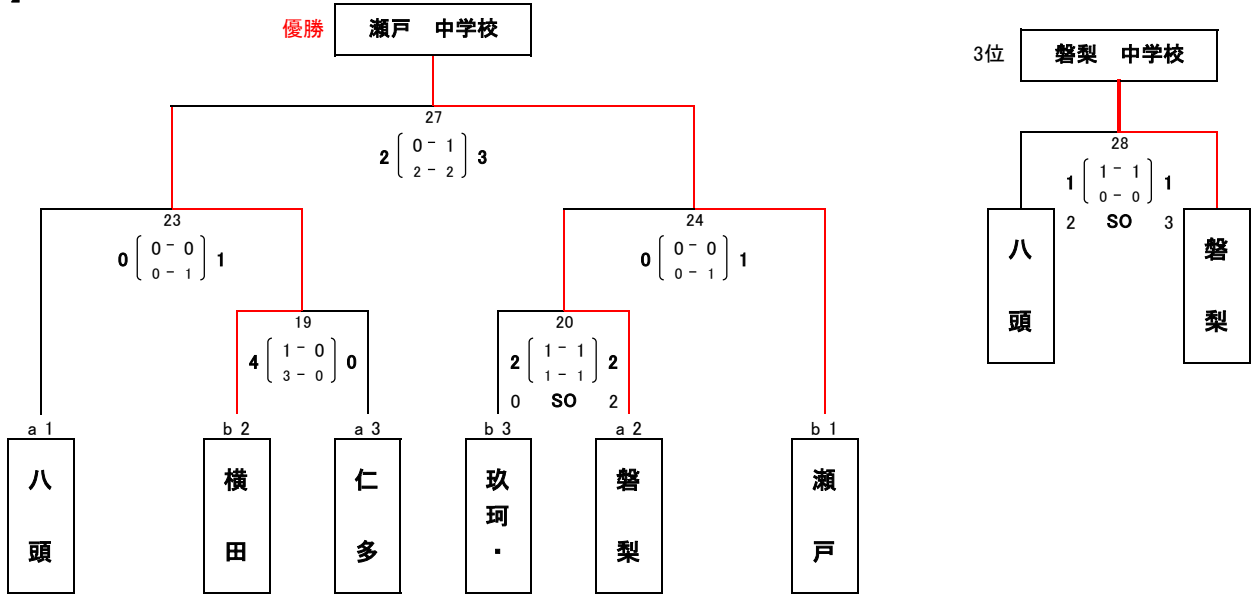 優勝
瀬戸　中学校
27
2 0 - 1 3
2 - 2
23
0 0 - 0 1
0 - 1
24
0 0 - 0 1
0 - 1
19
4 1 - 0 0
3 - 0
20
2 1 - 1 2
1 - 1
0 SO 2
a 1
b 2
a 3
b 3
a 2
b 1
八頭
横田
仁多
玖珂・
磐梨
瀬戸
3位
磐梨　中学校
28
1 1 - 1 1
0 - 0
2 SO 3
八頭
磐梨